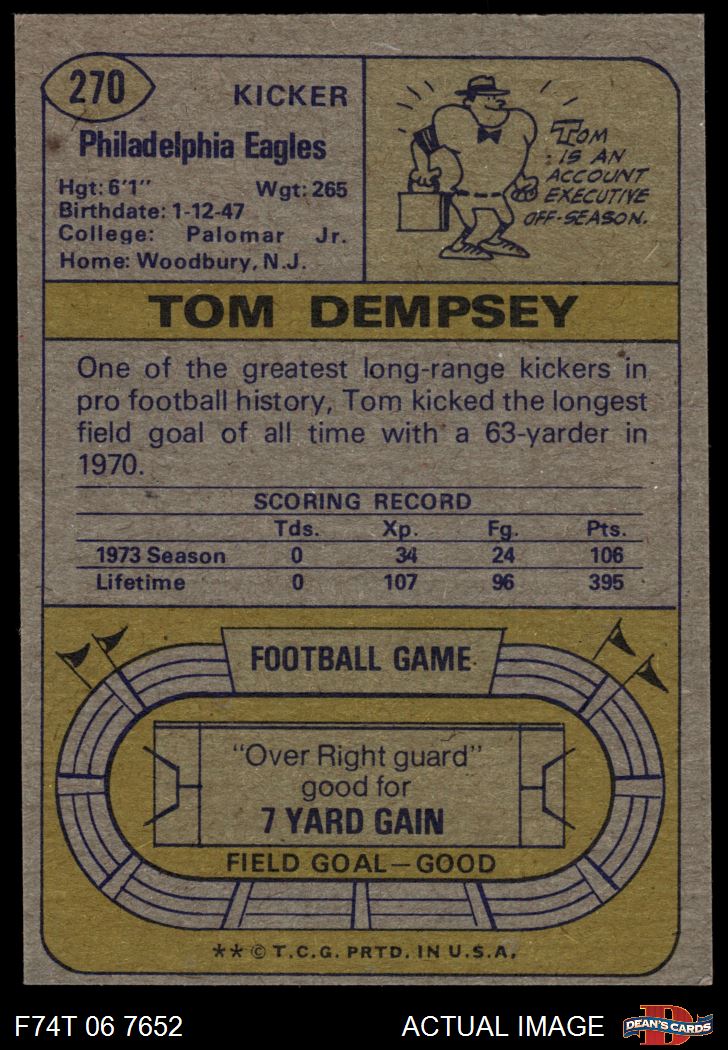 270
KICKER
Philadelphia Eagles
Hgt: 6'1" Wgt: 265
Birthdate: 1-12-47
College: Palomar Jr.
Home: Woodbury, N.J.
TOM
IS AN
ACCOUNT
EXECUTIVE
OFF-SEASON.
TOM DEMPSEY
One of the greatest long-range kickers in
pro football history, Tom kicked the longest
field goal of all time with a 63-yarder in
1970.
SCORING RECORD
Tds. Xp. Fg. Pts.
1973 Season 0 34 24 106
Lifetime 0 107 96 395
FOOTBALL GAME
"Over Right guard"
good for
7 YARD GAIN
FIELD GOAL—GOOD
** © T.C.G. PRTD. IN U.S.A.
F74T 06 7652 ACTUAL IMAGE
D
DEAN'S CARDS